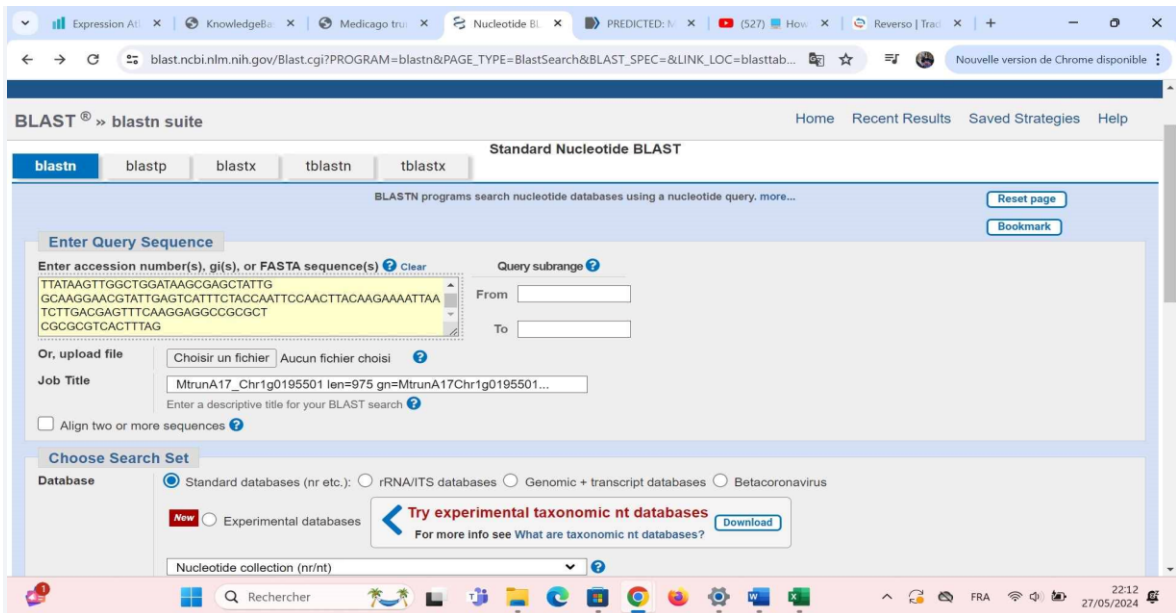 Expression At
KnowledgeBa
Medicago tru
Nucleotide BL
PREDICTED: M
(527) How
Reverso | Trad
blast.ncbi.nlm.nih.gov/Blast.cgi?PROGRAM=blastn&PAGE_TYPE=BlastSearch&BLAST_SPEC=&LINK_LOC=blasttab...
Nouvelle version de Chrome disponible
BLAST ® » blastn suite
Home Recent Results Saved Strategies Help
Standard Nucleotide BLAST
blastn blastp blastx tblastn tblastx
BLASTN programs search nucleotide databases using a nucleotide query. more...
Reset page
Bookmark
Enter Query Sequence
Enter accession number(s), gi(s), or FASTA sequence(s) ? Clear
Query subrange ?
TTATAAGTTGGCTGGATAAGCGAGCTATTG
GCAAGGAACGTATTGAGTCATTTCTACCAATTCCAACTTACAAGAAAATTAA
TCTTGACGAGTTTCAAGGAGGCCGCGCT
CGCGCGTCACTTTAG
From
To
Or, upload file
Choisir un fichier Aucun fichier choisi ?
Job Title
MtrunA17_Chr1g0195501 len=975 gn=MtrunA17Chr1g0195501...
Enter a descriptive title for your BLAST search ?
Align two or more sequences ?
Choose Search Set
Database
Standard databases (nr etc.): rRNA/ITS databases Genomic + transcript databases Betacoronavirus
New Experimental databases
Try experimental taxonomic nt databases
For more info see What are taxonomic nt databases?
Download
Nucleotide collection (nr/nt) ?
1
Rechercher
FRA
22:12
27/05/2024